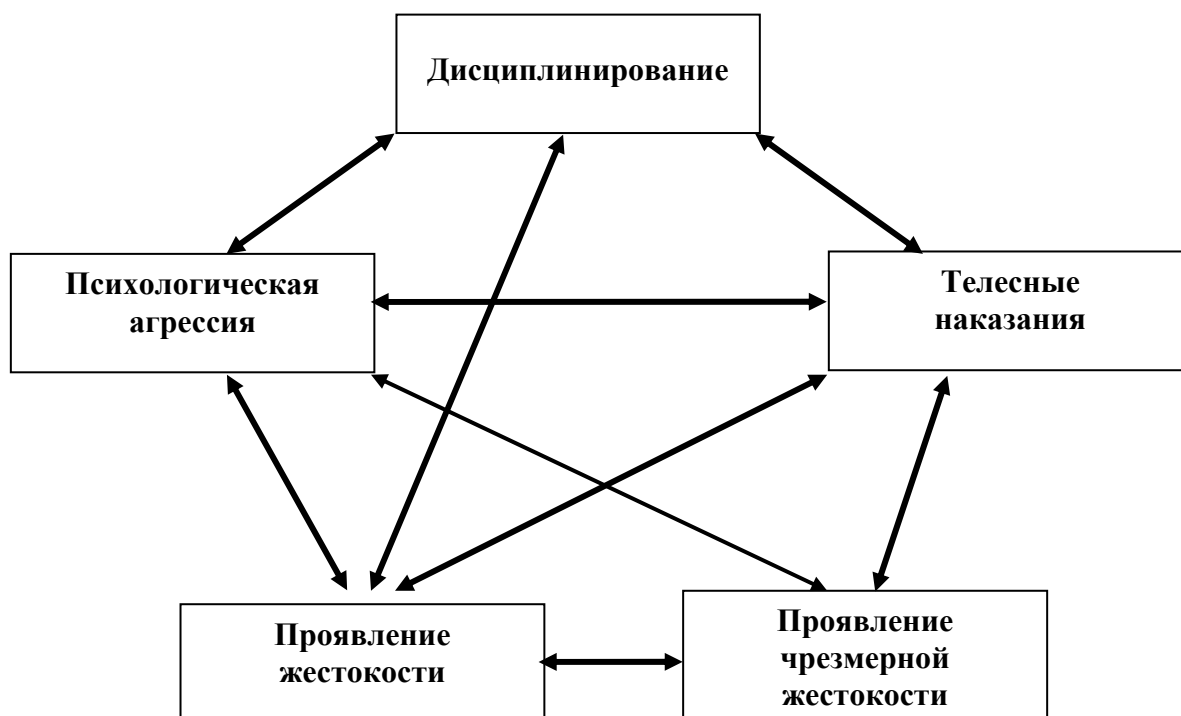 Дисциплинирование
Психологическая
агрессия
Телесные
наказания
Проявление
жестокости
Проявление
чрезмерной
жестокости